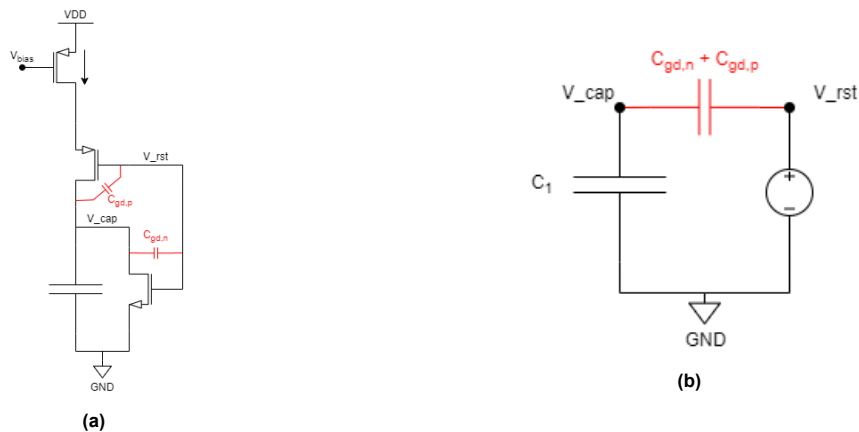 VDD
V_bias
V_rst
C_gd,p
V_cap
C_gd,n
GND
(a)
C_gd,n + C_gd,p
V_cap
V_rst
C_1
GND
(b)